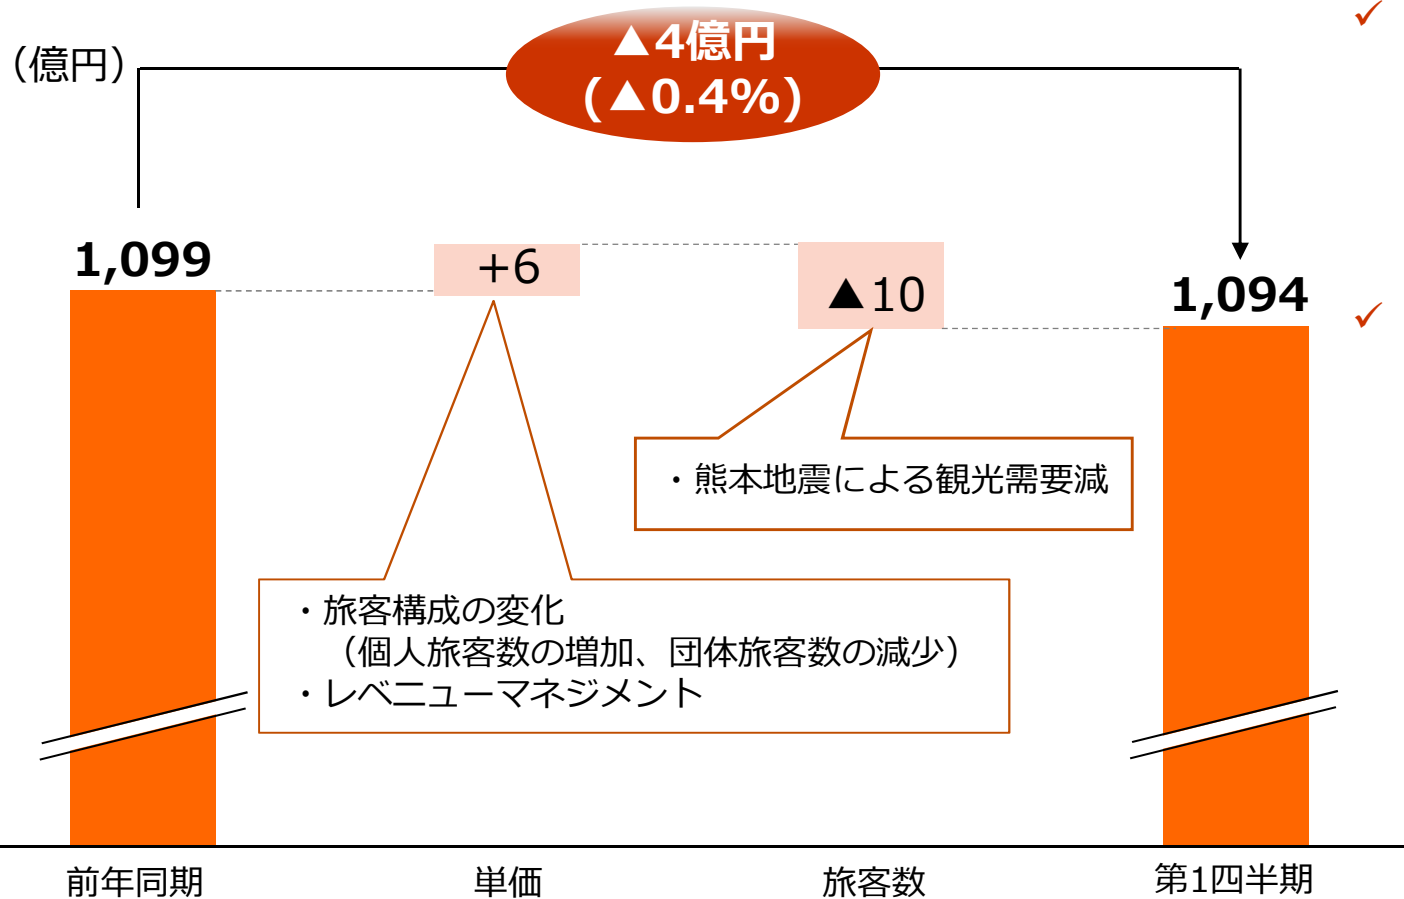 （億円）
▲4億円
(▲0.4%)
1,099
+6
▲10
1,094
・熊本地震による観光需要減
・旅客構成の変化
（個人旅客数の増加、団体旅客数の減少）
・レベニューマネジメント
前年同期
単価
旅客数
第1四半期